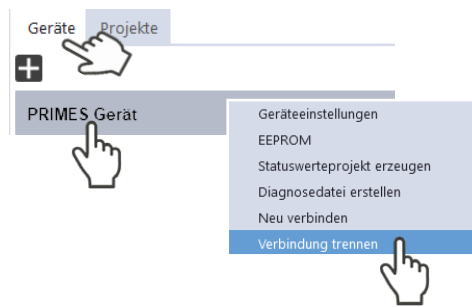 Geräte Projekte
PRIMES Gerät
Geräteeinstellungen
EEPROM
Statuswerteprojekt erzeugen
Diagnosedatei erstellen
Neu verbinden
Verbindung trennen